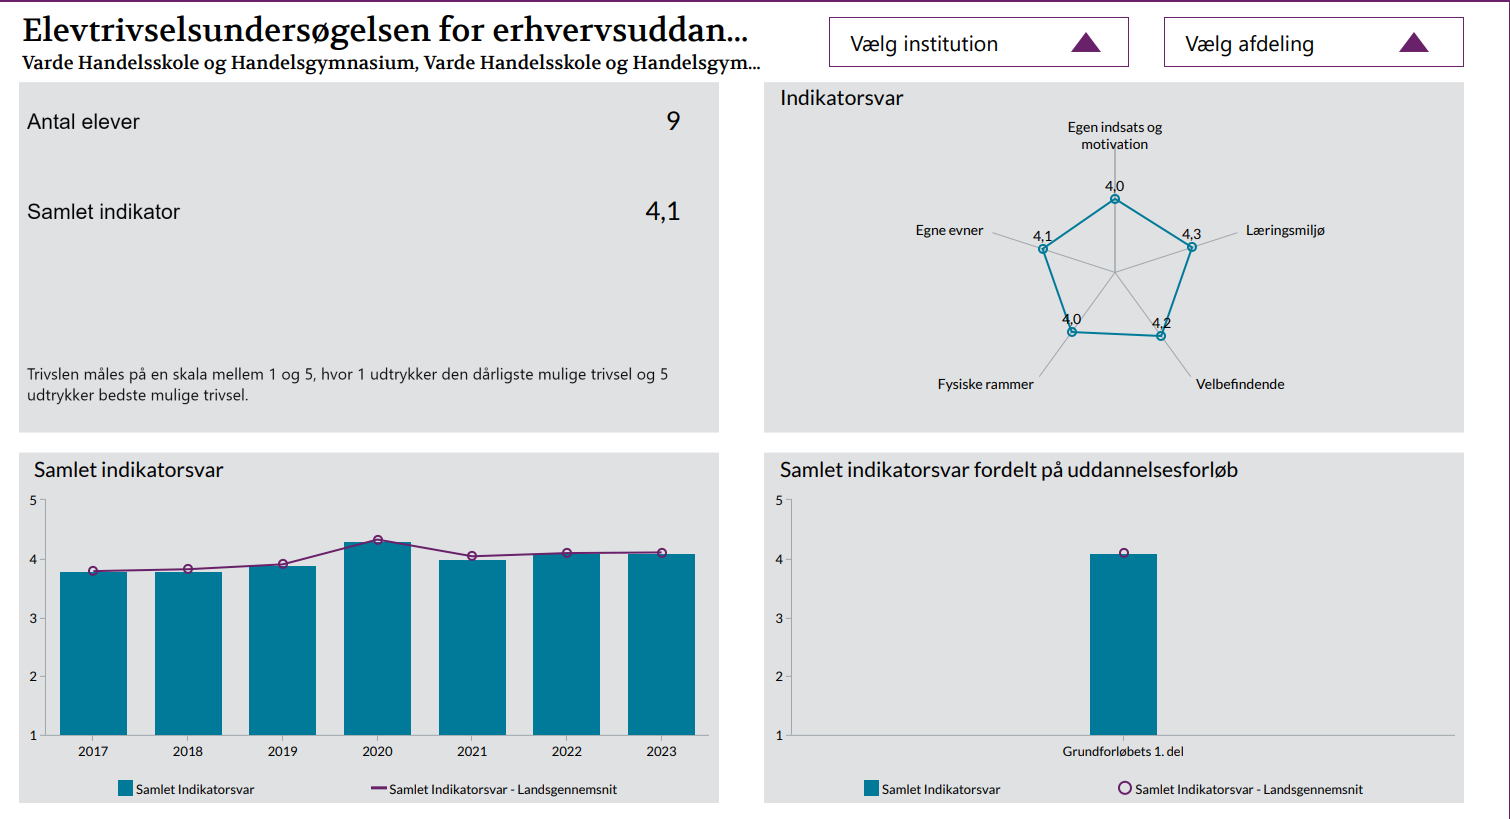 Elevtrivselsundersøgelsen for erhvervsuddan...
Varde Handelsskole og Handelsgymnasium, Varde Handelsskole og Handelsgym...
Vælg institution
Vælg afdeling
Antal elever 9
Samlet indikator 4,1
Trivslen måles på en skala mellem 1 og 5, hvor 1 udtrykker den dårligste mulige trivsel og 5
udtrykker bedste mulige trivsel.
Indikatorsvar
Egen indsats og
motivation
4,0
Egne evner
4,1
4,3
Læringsmiljø
4,0
4,2
Fysiske rammer
Velbefindende
Samlet indikatorsvar
5
4
3
2
1
2017 2018 2019 2020 2021 2022 2023
Samlet Indikatorsvar
Samlet Indikatorsvar - Landsgennemsnit
Samlet indikatorsvar fordelt på uddannelsesforløb
5
4
3
2
1
Grundforløbets 1. del
Samlet Indikatorsvar
Samlet Indikatorsvar - Landsgennemsnit